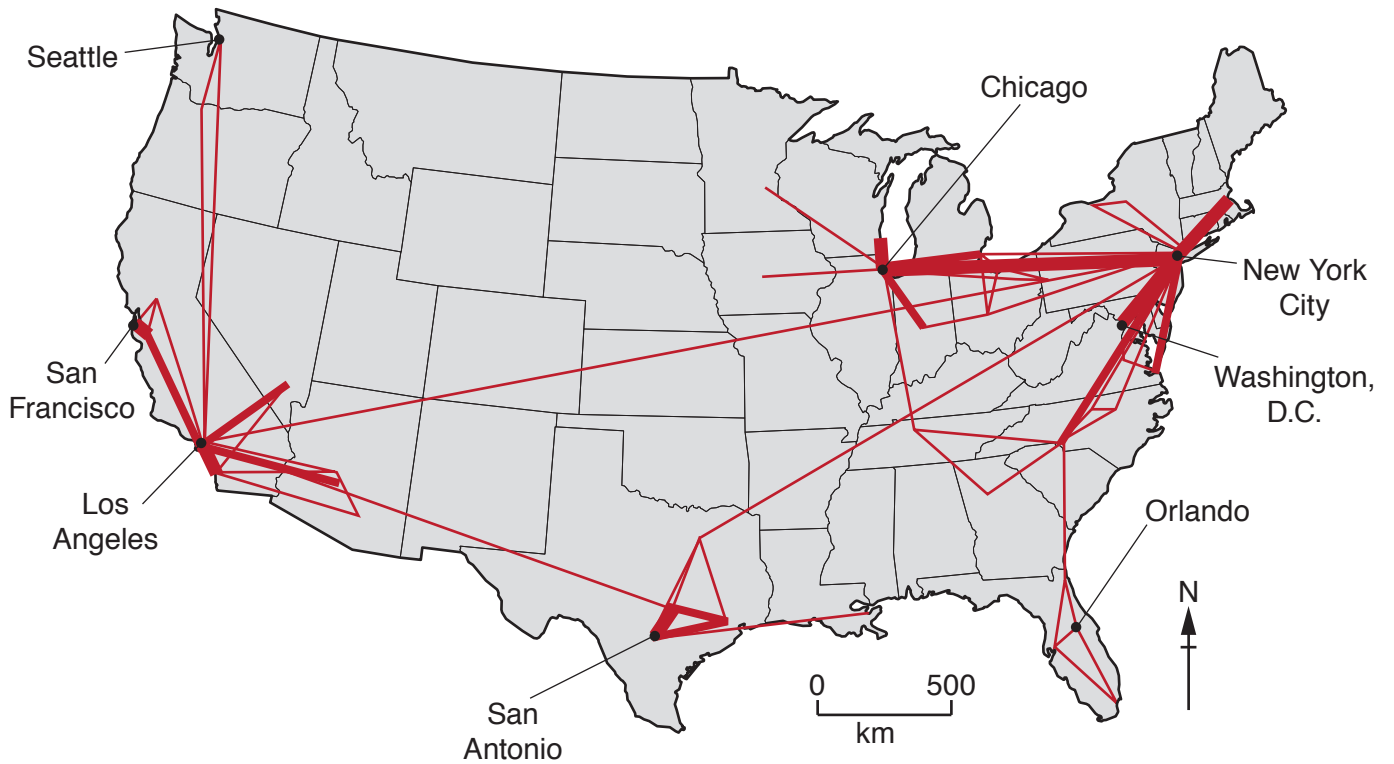 Seattle
Chicago
New York
City
San
Francisco
Washington,
D.C.
Los
Angeles
Orlando
N
San
Antonio
0 500
km